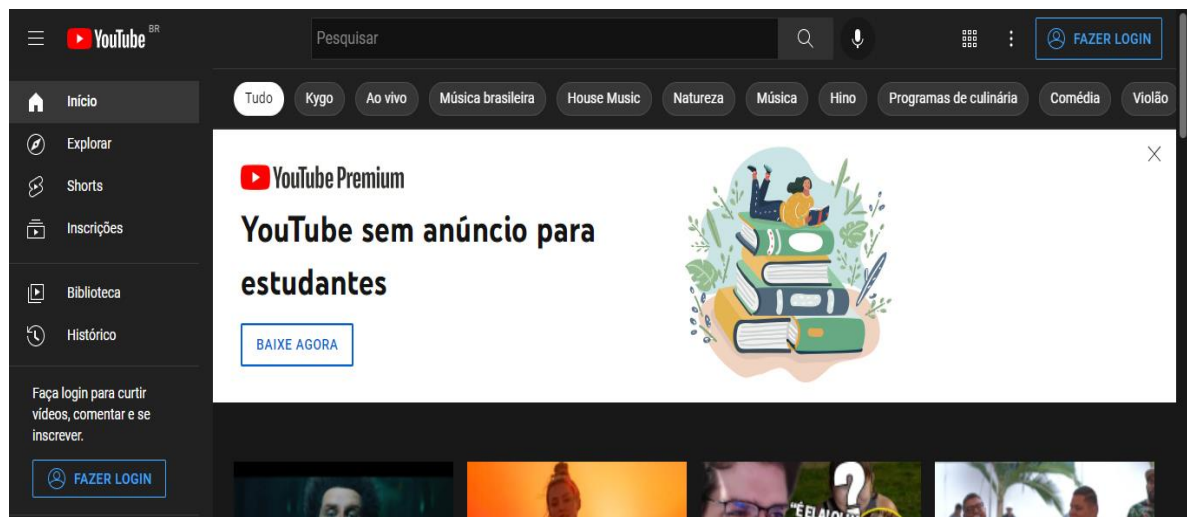 YouTube BR
Pesquisar
FAZER LOGIN
Início
Explorar
Shorts
Inscrições
Biblioteca
Histórico
Faça login para curtir
vídeos, comentar e se
inscrever.
FAZER LOGIN
Tudo Kygo Ao vivo Música brasileira House Music Natureza Música Hino Programas de culinária Comédia Violão
YouTube Premium
YouTube sem anúncio para
estudantes
BAIXE AGORA
?